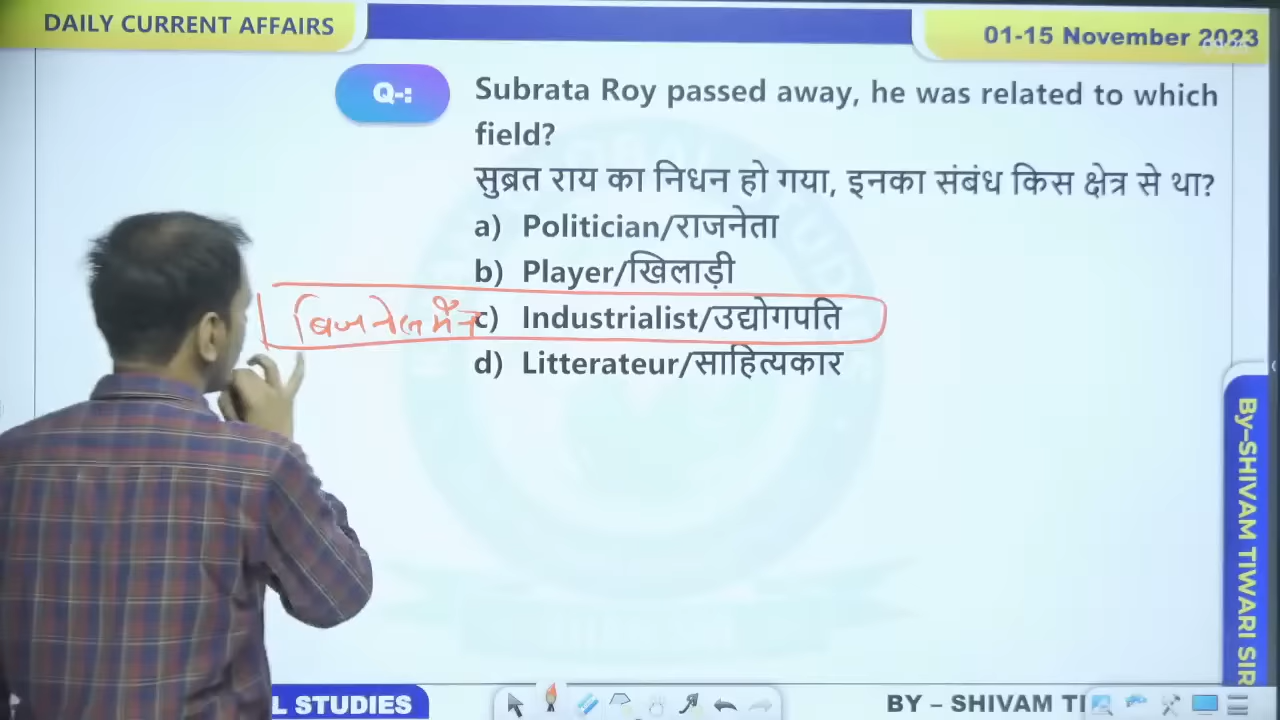 DAILY CURRENT AFFAIRS
01-15 November 2023
Q-:
Subrata Roy passed away, he was related to which
field?
सुब्रत राय का निधन हो गया, इनका संबंध किस क्षेत्र से था?
a) Politician/राजनेता
b) Player/खिलाड़ी
बिजनेस मैन
c) Industrialist/उद्योगपति
d) Litterateur/साहित्यकार
By-SHIVAM TIWARI SIR
L STUDIES
BY – SHIVAM TI